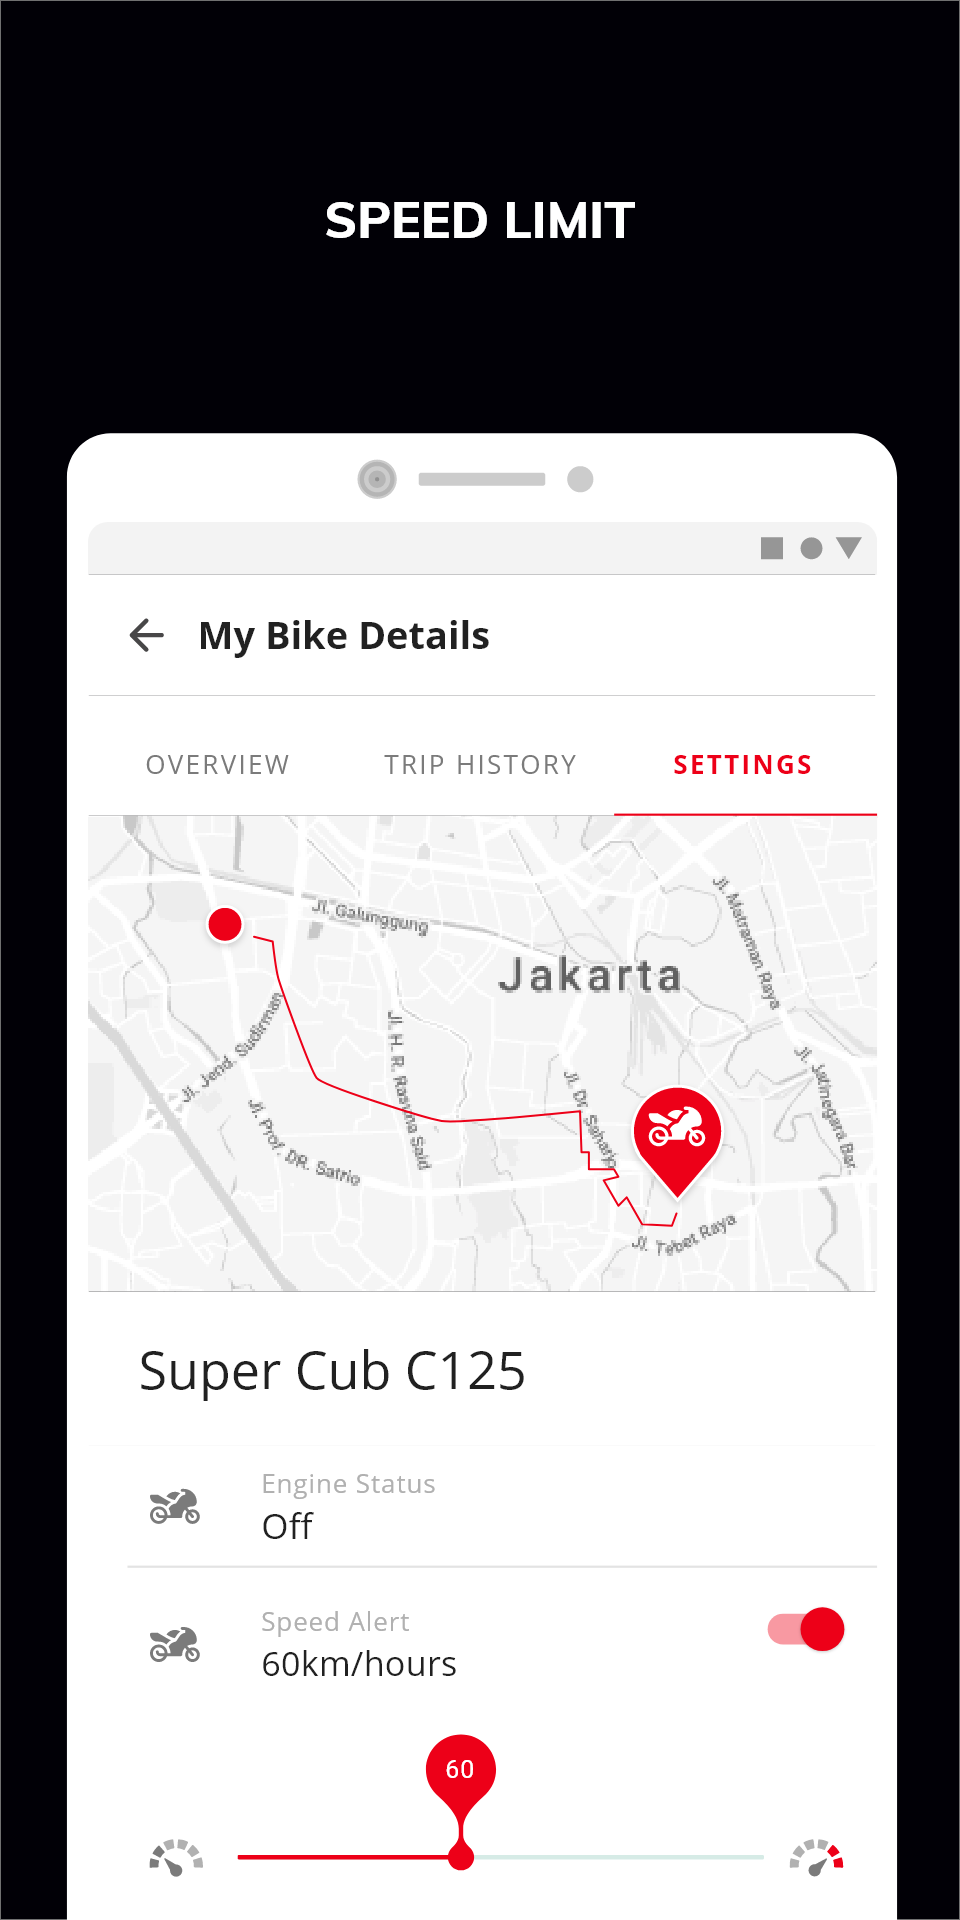 SPEED LIMIT
My Bike Details
OVERVIEW TRIP HISTORY SETTINGS
Jl. Galunggung
Jl. Matraman Raya
Jakarta
Jl. Jend. Sudirman
Jl. H. R. Rasuna Said
Jl. Dr. Saharjo
Jl. Jatinegara Bar.
Jl. Prof. DR. Satrio
Jl. Tebet Raya
Super Cub C125
Engine Status
Off
Speed Alert
60km/hours
60